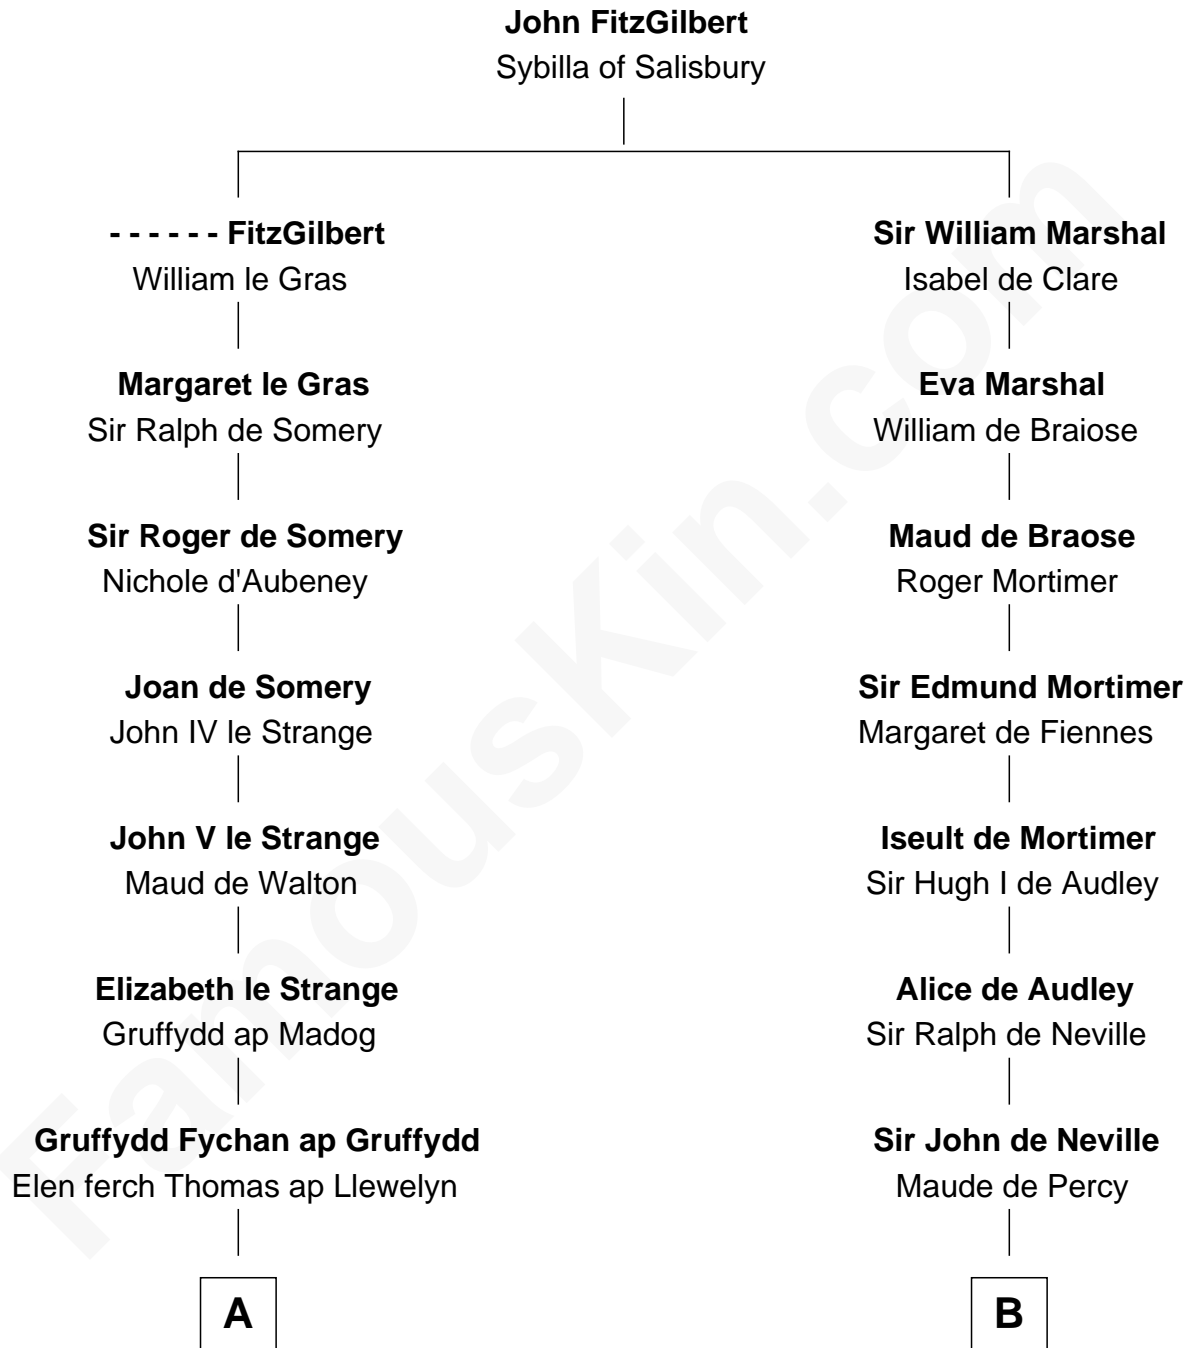 John FitzGilbert
Sybilla of Salisbury
- - - - - - FitzGilbert
William le Gras
Margaret le Gras
Sir Ralph de Somery
Sir Roger de Somery
Nichole d'Aubeney
Joan de Somery
John IV le Strange
John V le Strange
Maud de Walton
Elizabeth le Strange
Gruffydd ap Madog
Gruffydd Fychan ap Gruffydd
Elen ferch Thomas ap Llewelyn
A
Sir William Marshal
Isabel de Clare
Eva Marshal
William de Braiose
Maud de Braose
Roger Mortimer
Sir Edmund Mortimer
Margaret de Fiennes
Iseult de Mortimer
Sir Hugh I de Audley
Alice de Audley
Sir Ralph de Neville
Sir John de Neville
Maude de Percy
B
FamousKin.com